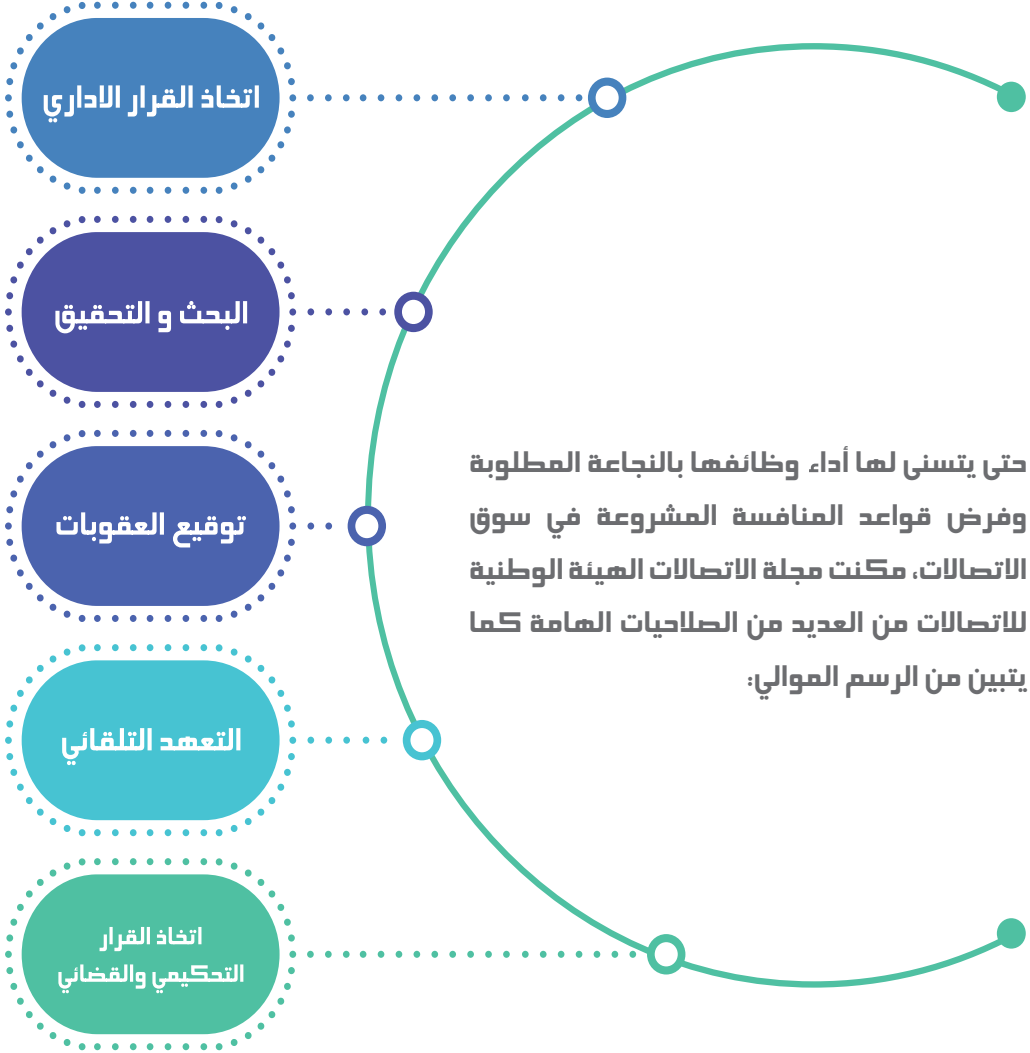 حتى يتسنى لها أداء وظائفها بالنجاعة المطلوبة
وفرض قواعد المنافسة المشروعة في سوق
الاتصالات، مكنت مجلة الاتصالات الهيئة الوطنية
للاتصالات من العديد من الصلاحيات الهامة كما
يتبين من الرسم الموالي:
اتخاذ القرار الاداري
البحث و التحقيق
توقيع العقوبات
التعهد التلقائي
اتخاذ القرار
التحكيمي والقضائي